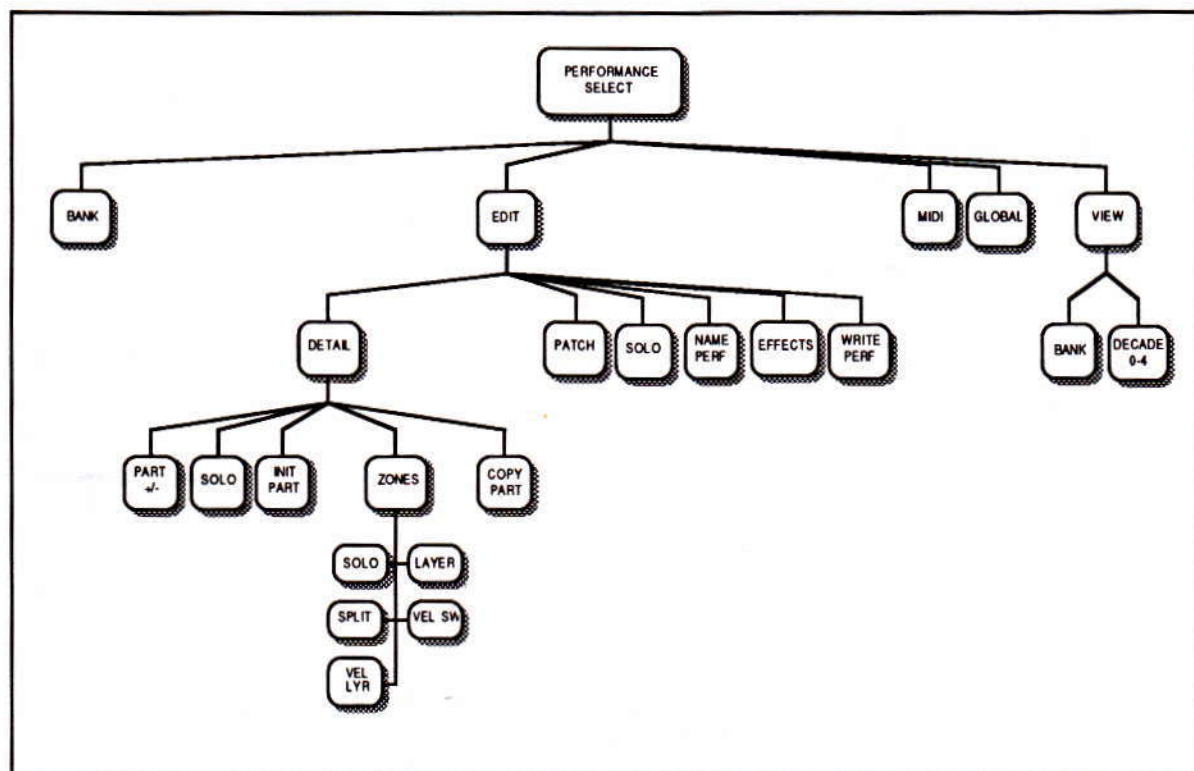 PERFORMANCE
SELECT
BANK
EDIT
MIDI
GLOBAL
VIEW
DETAIL
PATCH
SOLO
NAME
PERF
EFFECTS
WRITE
PERF
BANK
DECADE
0-4
PART
+/-
SOLO
INIT
PART
ZONES
COPY
PART
SOLO
LAYER
SPLIT
VEL SW
VEL
LYR